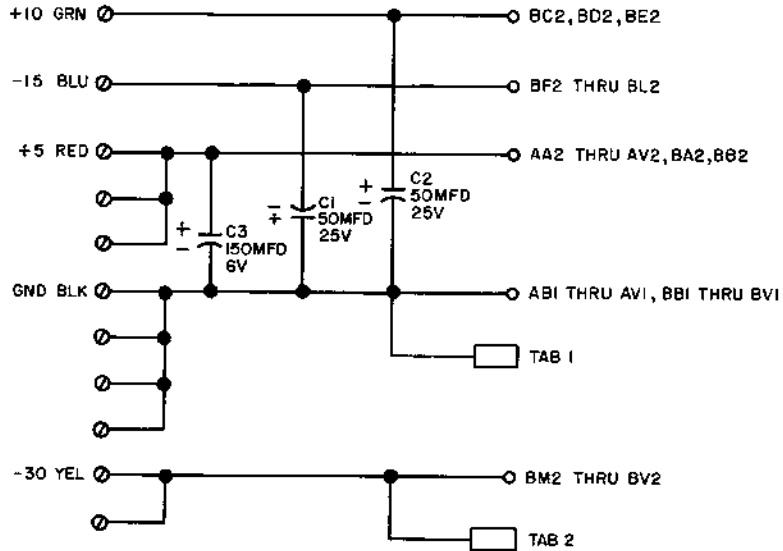 +10 GRN
BC2, BD2, BE2
-15 BLU
BF2 THRU BL2
+5 RED
AA2 THRU AV2, BA2, BB2
+
-
C3
150MFD
6V
-
+
C1
50MFD
25V
+
-
C2
50MFD
25V
GND BLK
AB1 THRU AV1, BB1 THRU BV1
TAB 1
-30 YEL
BM2 THRU BV2
TAB 2